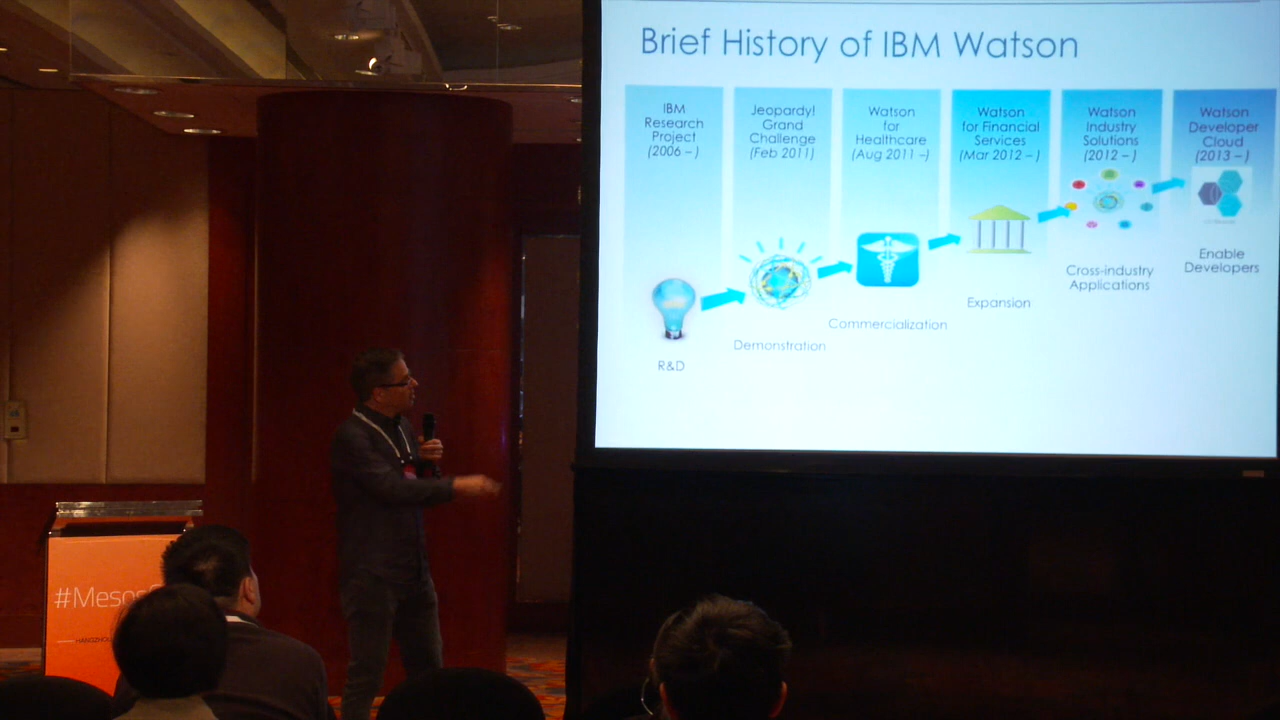 Brief History of IBM Watson
IBM
Research
Project
(2006 – )
Jeopardy!
Grand
Challenge
(Feb 2011)
Watson
for
Healthcare
(Aug 2011 –)
Watson
for Financial
Services
(Mar 2012 – )
Watson
Industry
Solutions
(2012 – )
Watson
Developer
Cloud
(2013 – )
R&D
Demonstration
Commercialization
Expansion
Cross-industry
Applications
Enable
Developers